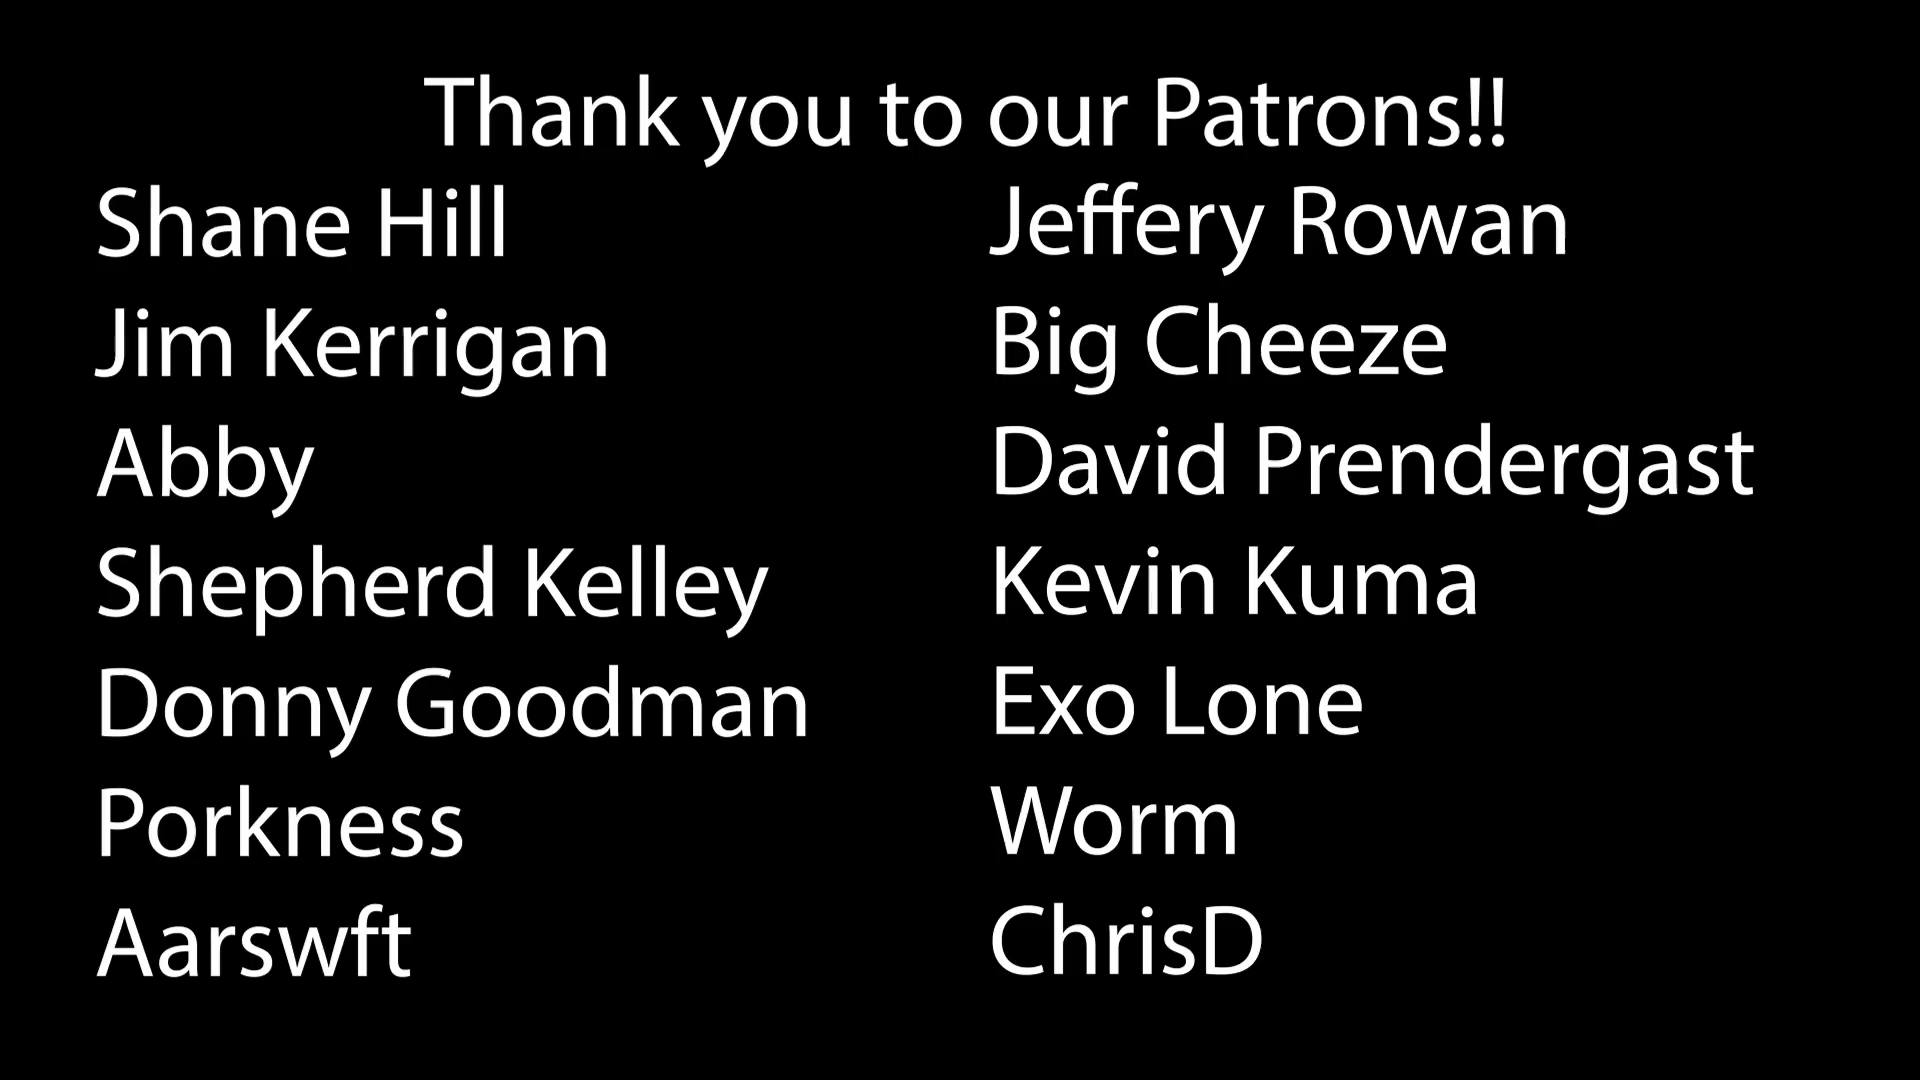 Thank you to our Patrons!!
Shane Hill
Jim Kerrigan
Abby
Shepherd Kelley
Donny Goodman
Porkness
Aarswft
Jeffery Rowan
Big Cheeze
David Prendergast
Kevin Kuma
Exo Lone
Worm
ChrisD